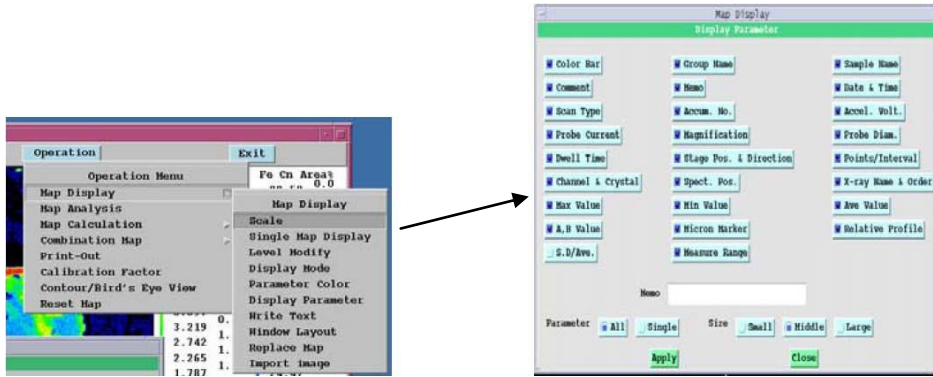 Operation Exit
Operation Menu
Map Display
Map Analysis
Map Calculation
Combination Map
Print-Out
Calibration Factor
Contour/Bird's Eye View
Reset Map
Fe Cn Area%
0.0
Map Display
Scale
Single Map Display
Level Modify
Display Mode
Parameter Color
Display Parameter
Write Text
Window Layout
Replace Map
Import image
3.219
2.742
2.265
1.787
Map Display
Display Parameter
Color Bar Group Name Sample Name
Comment Memo Date & Time
Scan Type Accum. No. Accel. Volt.
Probe Current Magnification Probe Diam.
Dwell Time Stage Pos. & Direction Points/Interval
Channel & Crystal Spect. Pos. X-ray Name & Order
Max Value Min Value Ave Value
A,B Value Micron Marker Relative Profile
S.D/Ave. Measure Range
Memo
Parameter All Single Size Small Middle Large
Apply Close